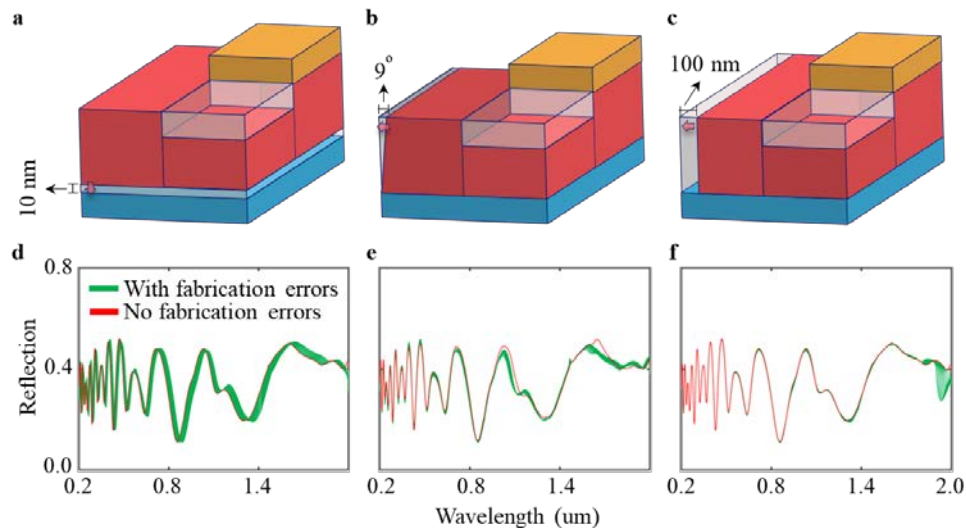 a b c
10 nm
9°
100 nm
d e f
0.8
With fabrication errors
No fabrication errors
0.4
Reflection
0.0
0.2 0.8 1.4 0.2 0.8 1.4 0.2 0.8 1.4 2.0
Wavelength (um)